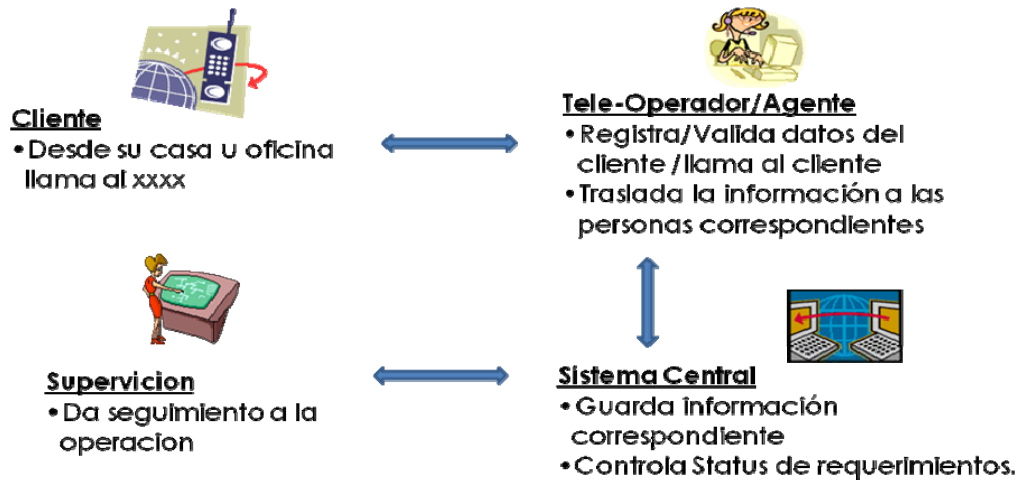 Cliente
•Desde su casa u oficina
llama al xxxx
Tele-Operador/Agente
•Registra/Valida datos del
cliente /llama al cliente
•Traslada la información a las
personas correspondientes
Supervicion
•Da seguimiento a la
operacion
Sistema Central
•Guarda información
correspondiente
•Controla Status de requerimientos.